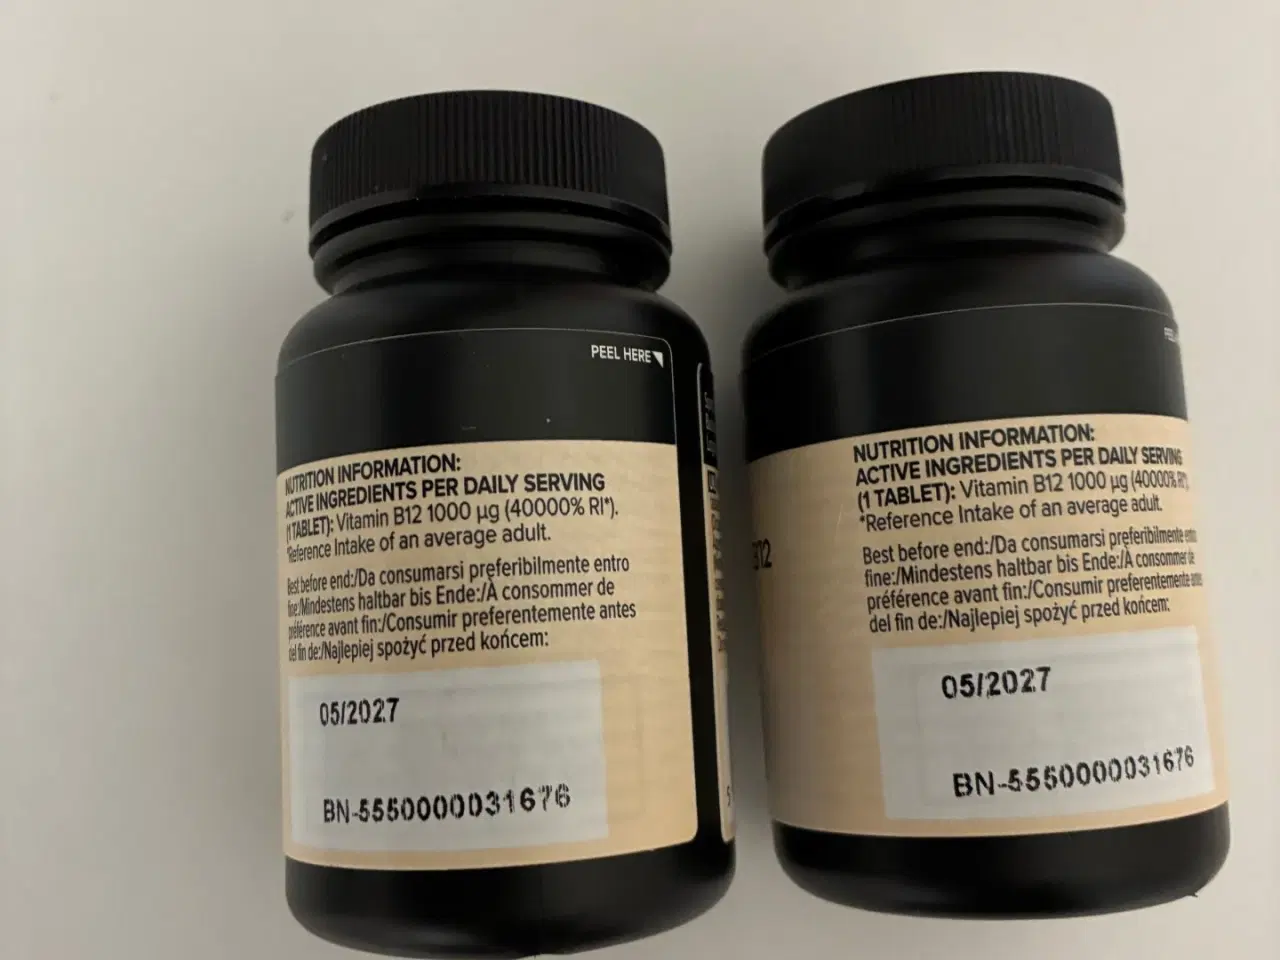 PEEL HERE
NUTRITION INFORMATION:
ACTIVE INGREDIENTS PER DAILY SERVING
(1 TABLET): Vitamin B12 1000 µg (40000% RI*).
*Reference Intake of an average adult.
Best before end:/Da consumarsi preferibilmente entro
fine:/Mindestens haltbar bis Ende:/À consommer de
préférence avant fin:/Consumir preferentemente antes
del fin de:/Najlepiej spożyć przed końcem:
05/2027
BN-5550000031676
B12
NUTRITION INFORMATION:
ACTIVE INGREDIENTS PER DAILY SERVING
(1 TABLET): Vitamin B12 1000 µg (40000% RI*).
*Reference Intake of an average adult.
Best before end:/Da consumarsi preferibilmente entro
fine:/Mindestens haltbar bis Ende:/À consommer de
préférence avant fin:/Consumir preferentemente antes
del fin de:/Najlepiej spożyć przed końcem:
05/2027
BN-5550000031676